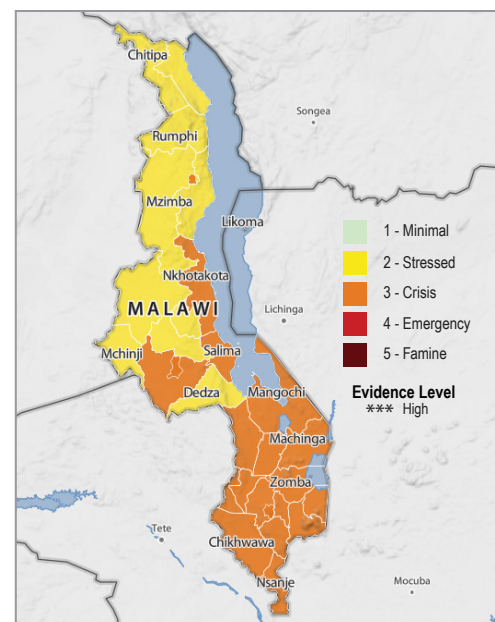 Chitipa
Songea
Rumphi
Mzimba
Likoma
1 - Minimal
2 - Stressed
3 - Crisis
4 - Emergency
5 - Famine
Nkhotakota
MALAWI
Lichinga
Mchinji
Salima
Dedza
Mangochi
Evidence Level
*** High
Machinga
Zomba
Tete
Chikhwawa
Nsanje
Mocuba